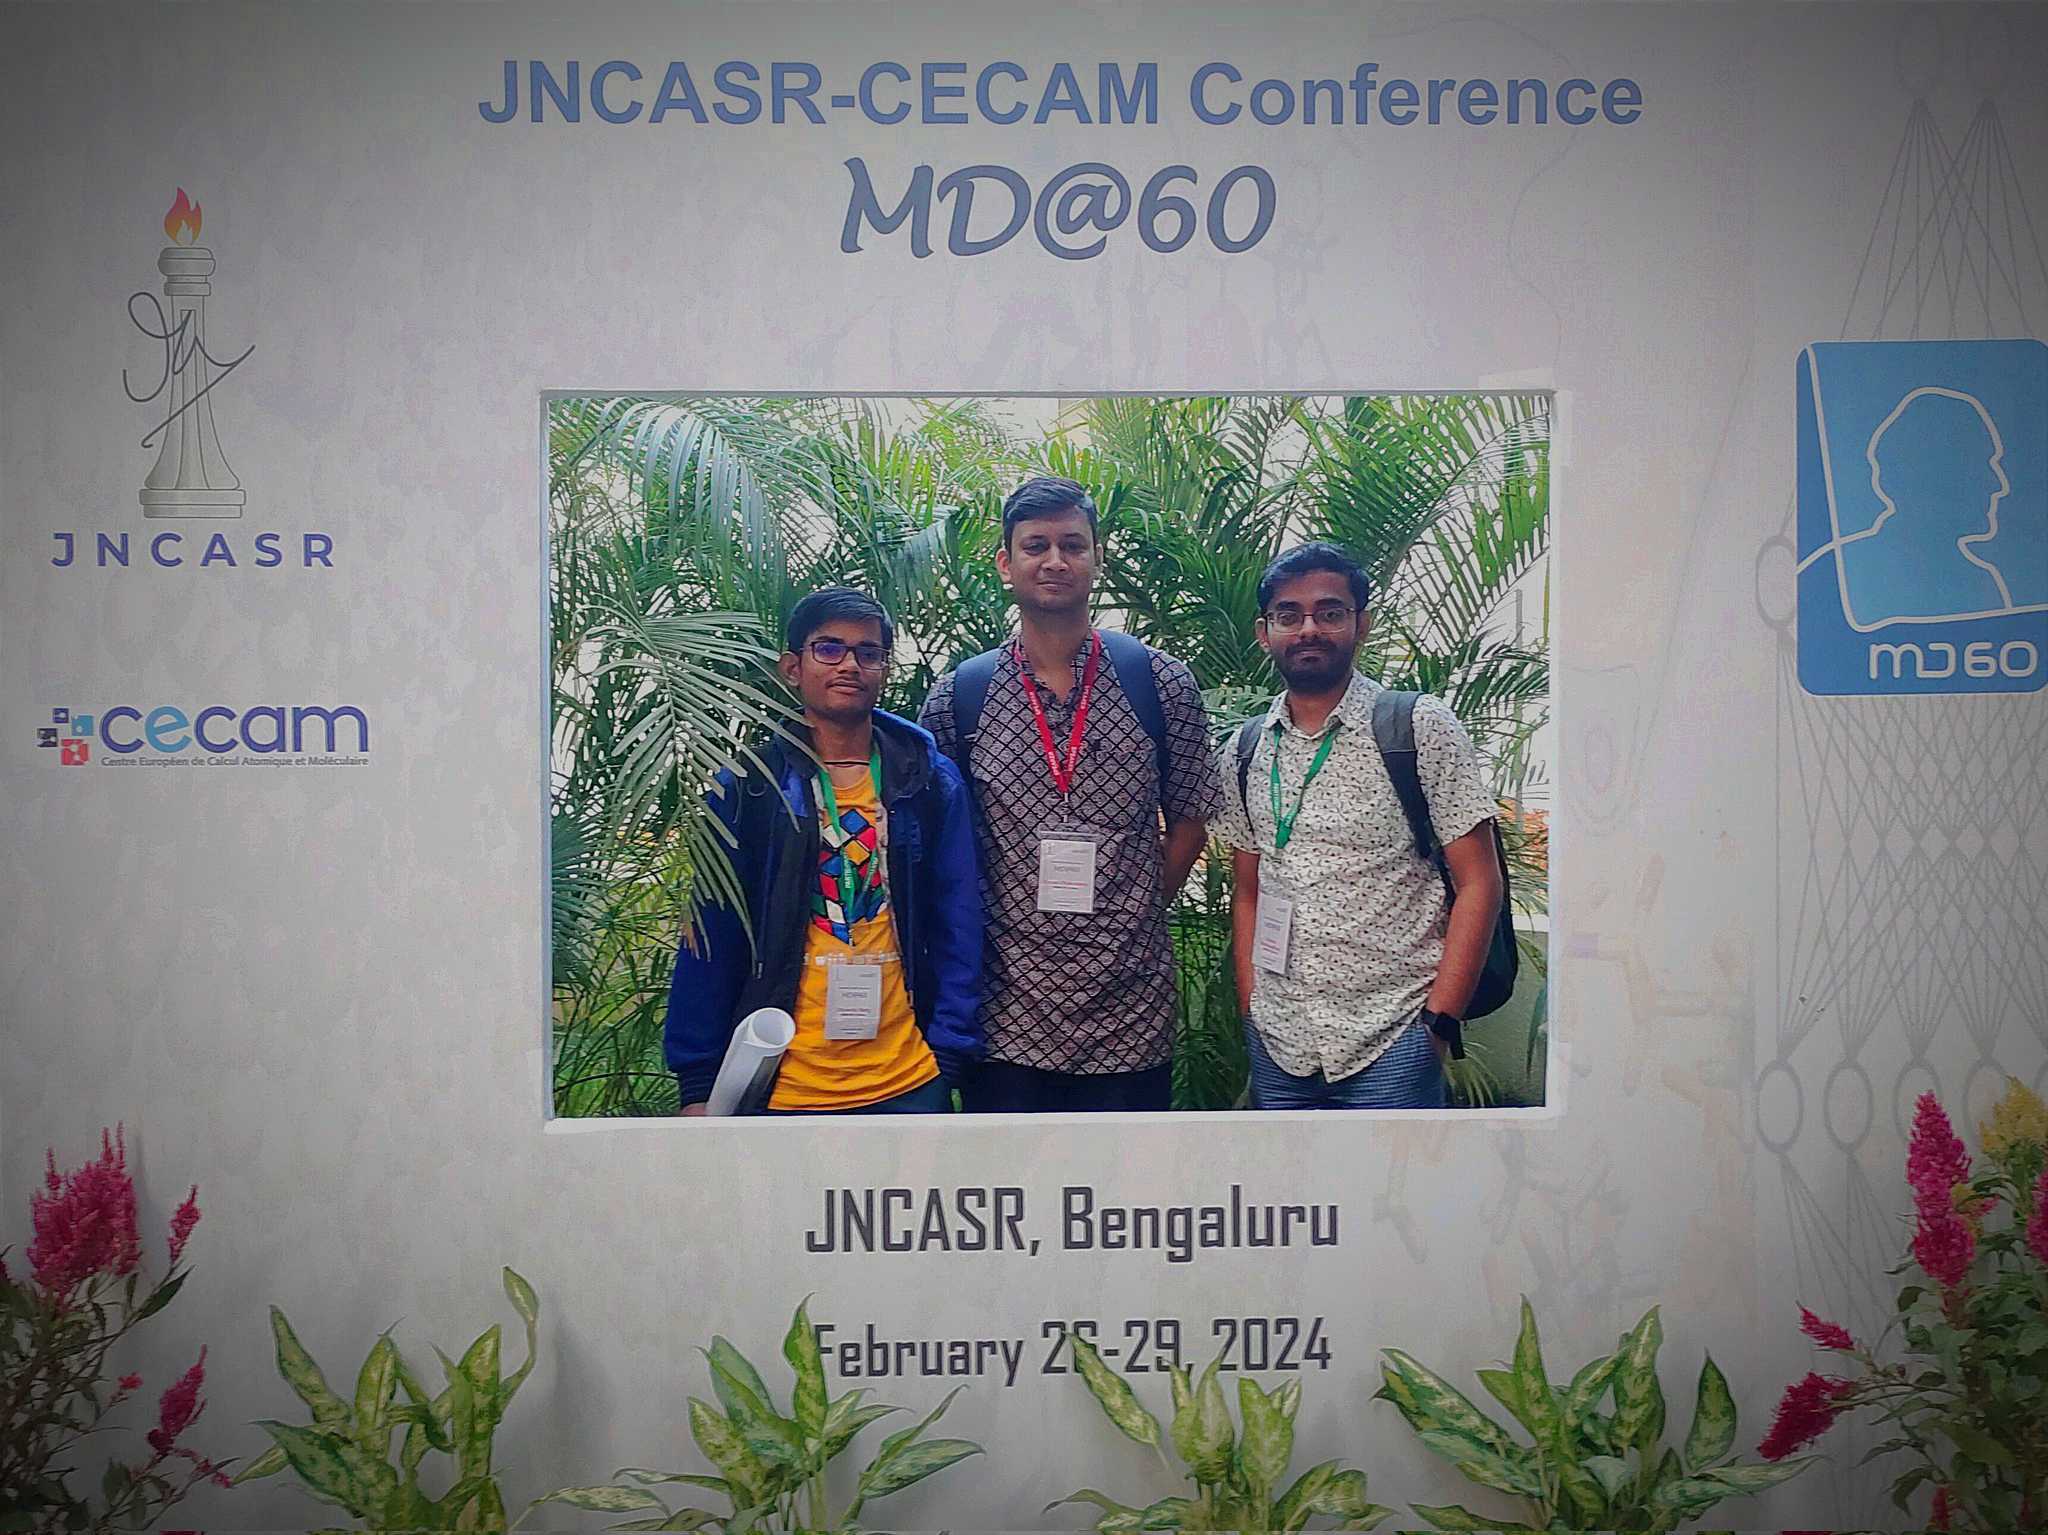 JNCASR-CECAM Conference
MD@60
JNCASR
cecam
Centre Européen de Calcul Atomique et Moléculaire
MD60
JNCASR, Bengaluru
February 26-29, 2024